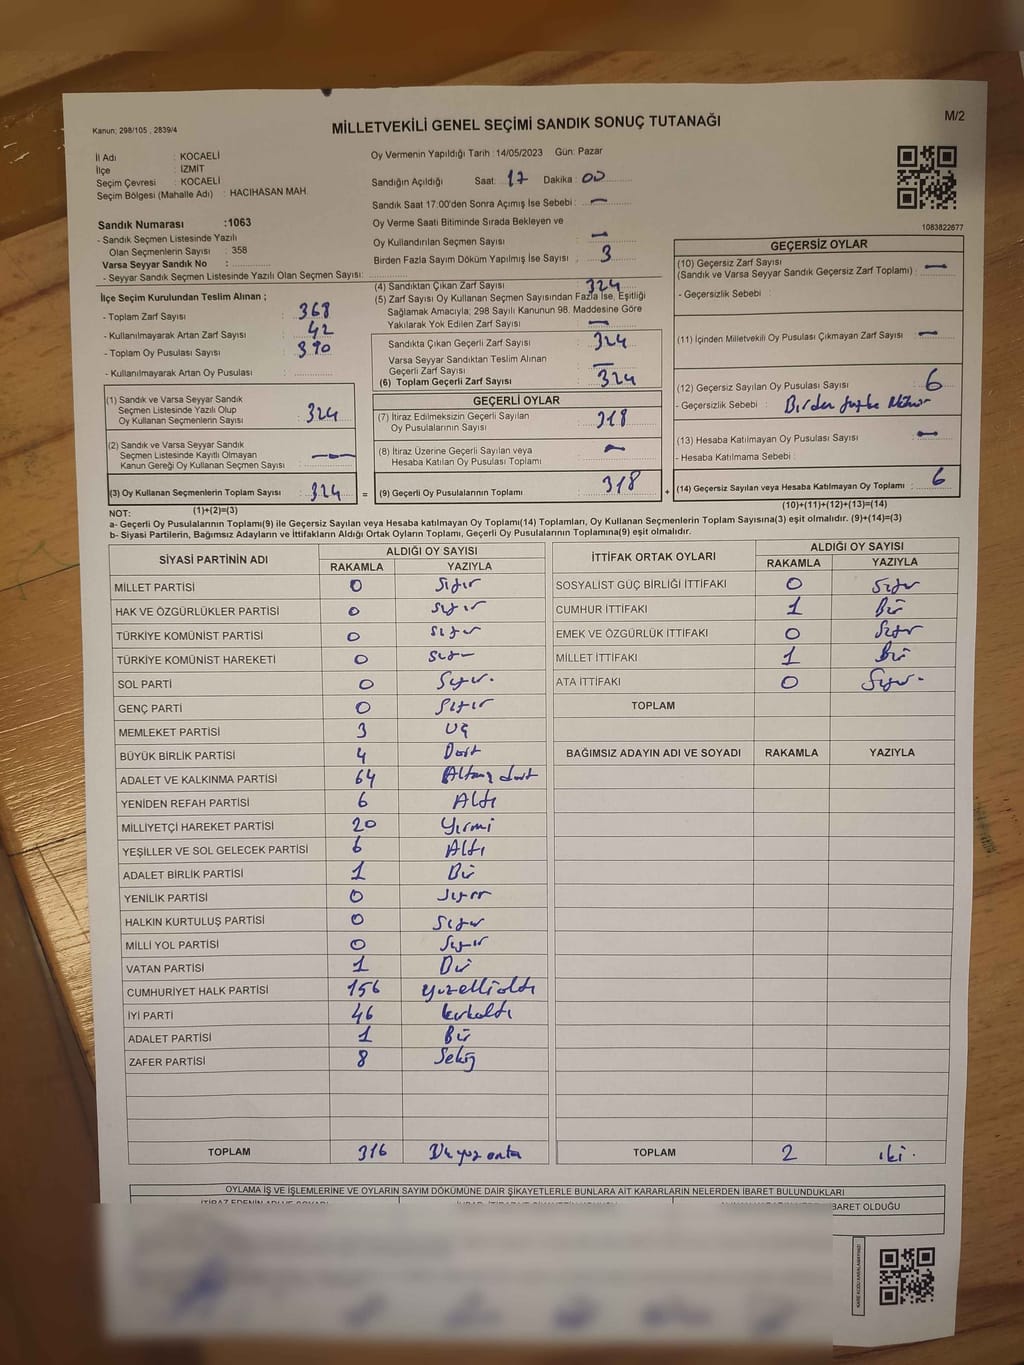 Kanun; 298/105 , 2839/4
MİLLETVEKİLİ GENEL SEÇİMİ SANDIK SONUÇ TUTANAĞI
M/2
İl Adı : KOCAELİ
İlçe : İZMİT
Seçim Çevresi : KOCAELİ
Seçim Bölgesi (Mahalle Adı) : HACIHASAN MAH.
Oy Vermenin Yapıldığı Tarih :14/05/2023 Gün: Pazar
Sandığın Açıldığı Saat: 17 Dakika : 00
Sandık Saat 17:00'den Sonra Açımış İse Sebebi : —
Oy Verme Saati Bitiminde Sırada Bekleyen ve
Oy Kullandırılan Seçmen Sayısı : —
Birden Fazla Sayım Döküm Yapılmış İse Sayısı : 3
1083822677
Sandık Numarası :1063
- Sandık Seçmen Listesinde Yazılı
Olan Seçmenlerin Sayısı : 358
Varsa Seyyar Sandık No :
- Seyyar Sandık Seçmen Listesinde Yazılı Olan Seçmen Sayısı:
İlçe Seçim Kurulundan Teslim Alınan ;
- Toplam Zarf Sayısı : 368
- Kullanılmayarak Artan Zarf Sayısı : 42
- Toplam Oy Pusulası Sayısı : 390
- Kullanılmayarak Artan Oy Pusulası :
(1) Sandık ve Varsa Seyyar Sandık
Seçmen Listesinde Yazılı Olup
Oy Kullanan Seçmenlerin Sayısı : 324
(2) Sandık ve Varsa Seyyar Sandık
Seçmen Listesinde Kayıtlı Olmayan
Kanun Gereği Oy Kullanan Seçmen Sayısı : —
(3) Oy Kullanan Seçmenlerin Toplam Sayısı : 324 =
(1)+(2)=(3)
(4) Sandıktan Çıkan Zarf Sayısı : 324
(5) Zarf Sayısı Oy Kullanan Seçmen Sayısından Fazla İse, Eşitliği
Sağlamak Amacıyla; 298 Sayılı Kanunun 98. Maddesine Göre
Yakılarak Yok Edilen Zarf Sayısı : —
Sandıkta Çıkan Geçerli Zarf Sayısı : 324
Varsa Seyyar Sandıktan Teslim Alınan
Geçerli Zarf Sayısı : —
(6) Toplam Geçerli Zarf Sayısı : 324
GEÇERLİ OYLAR
(7) İtiraz Edilmeksizin Geçerli Sayılan
Oy Pusulalarının Sayısı : 318
(8) İtiraz Üzerine Geçerli Sayılan veya
Hesaba Katılan Oy Pusulası Toplamı : —
(9) Geçerli Oy Pusulalarının Toplamı : 318 +
GEÇERSİZ OYLAR
(10) Geçersiz Zarf Sayısı
(Sandık ve Varsa Seyyar Sandık Geçersiz Zarf Toplamı) : —
- Geçersizlik Sebebi :
(11) İçinden Milletvekili Oy Pusulası Çıkmayan Zarf Sayısı : —
(12) Geçersiz Sayılan Oy Pusulası Sayısı : 6
- Geçersizlik Sebebi : Birden fazla Mühür
(13) Hesaba Katılmayan Oy Pusulası Sayısı : —
- Hesaba Katılmama Sebebi :
(14) Geçersiz Sayılan veya Hesaba Katılmayan Oy Toplamı : 6
(10)+(11)+(12)+(13)=(14)
NOT:
a- Geçerli Oy Pusulalarının Toplamı(9) ile Geçersiz Sayılan veya Hesaba katılmayan Oy Toplamı(14) Toplamları, Oy Kullanan Seçmenlerin Toplam Sayısına(3) eşit olmalıdır. (9)+(14)=(3)
b- Siyasi Partilerin, Bağımsız Adayların ve İttifakların Aldığı Ortak Oyların Toplamı, Geçerli Oy Pusulalarının Toplamına(9) eşit olmalıdır.
SİYASİ PARTİNİN ADI ALDIĞI OY SAYISI
RAKAMLA YAZIYLA
MİLLET PARTİSİ 0 Sıfır
HAK VE ÖZGÜRLÜKLER PARTİSİ 0 sıfır
TÜRKİYE KOMÜNİST PARTİSİ 0 sıfır
TÜRKİYE KOMÜNİST HAREKETİ 0 sıfır
SOL PARTİ 0 Sıfır.
GENÇ PARTİ 0 Sıfır
MEMLEKET PARTİSİ 3 Üç
BÜYÜK BİRLİK PARTİSİ 4 Dört
ADALET VE KALKINMA PARTİSİ 64 Altmış dört
YENİDEN REFAH PARTİSİ 6 Altı
MİLLİYETÇİ HAREKET PARTİSİ 20 Yirmi
YEŞİLLER VE SOL GELECEK PARTİSİ 6 Altı
ADALET BİRLİK PARTİSİ 1 Bir
YENİLİK PARTİSİ 0 Sıfır
HALKIN KURTULUŞ PARTİSİ 0 Sıfır
MİLLİ YOL PARTİSİ 0 Sıfır
VATAN PARTİSİ 1 Bir
CUMHURİYET HALK PARTİSİ 156 yüzellialtı
İYİ PARTİ 46 kırkaltı
ADALET PARTİSİ 1 Bir
ZAFER PARTİSİ 8 Sekiz
TOPLAM 316 Üçyüz onaltı
İTTİFAK ORTAK OYLARI ALDIĞI OY SAYISI
RAKAMLA YAZIYLA
SOSYALİST GÜÇ BİRLİĞİ İTTİFAKI 0 Sıfır
CUMHUR İTTİFAKI 1 Bir
EMEK VE ÖZGÜRLÜK İTTİFAKI 0 Sıfır
MİLLET İTTİFAKI 1 Bir
ATA İTTİFAKI 0 Sıfır.
TOPLAM
BAĞIMSIZ ADAYIN ADI VE SOYADI RAKAMLA YAZIYLA
TOPLAM 2 iki.
OYLAMA İŞ VE İŞLEMLERİNE VE OYLARIN SAYIM DÖKÜMÜNE DAİR ŞİKAYETLERLE BUNLARA AİT KARARLARIN NELERDEN İBARET BULUNDUKLARI
İBARET OLDUĞU